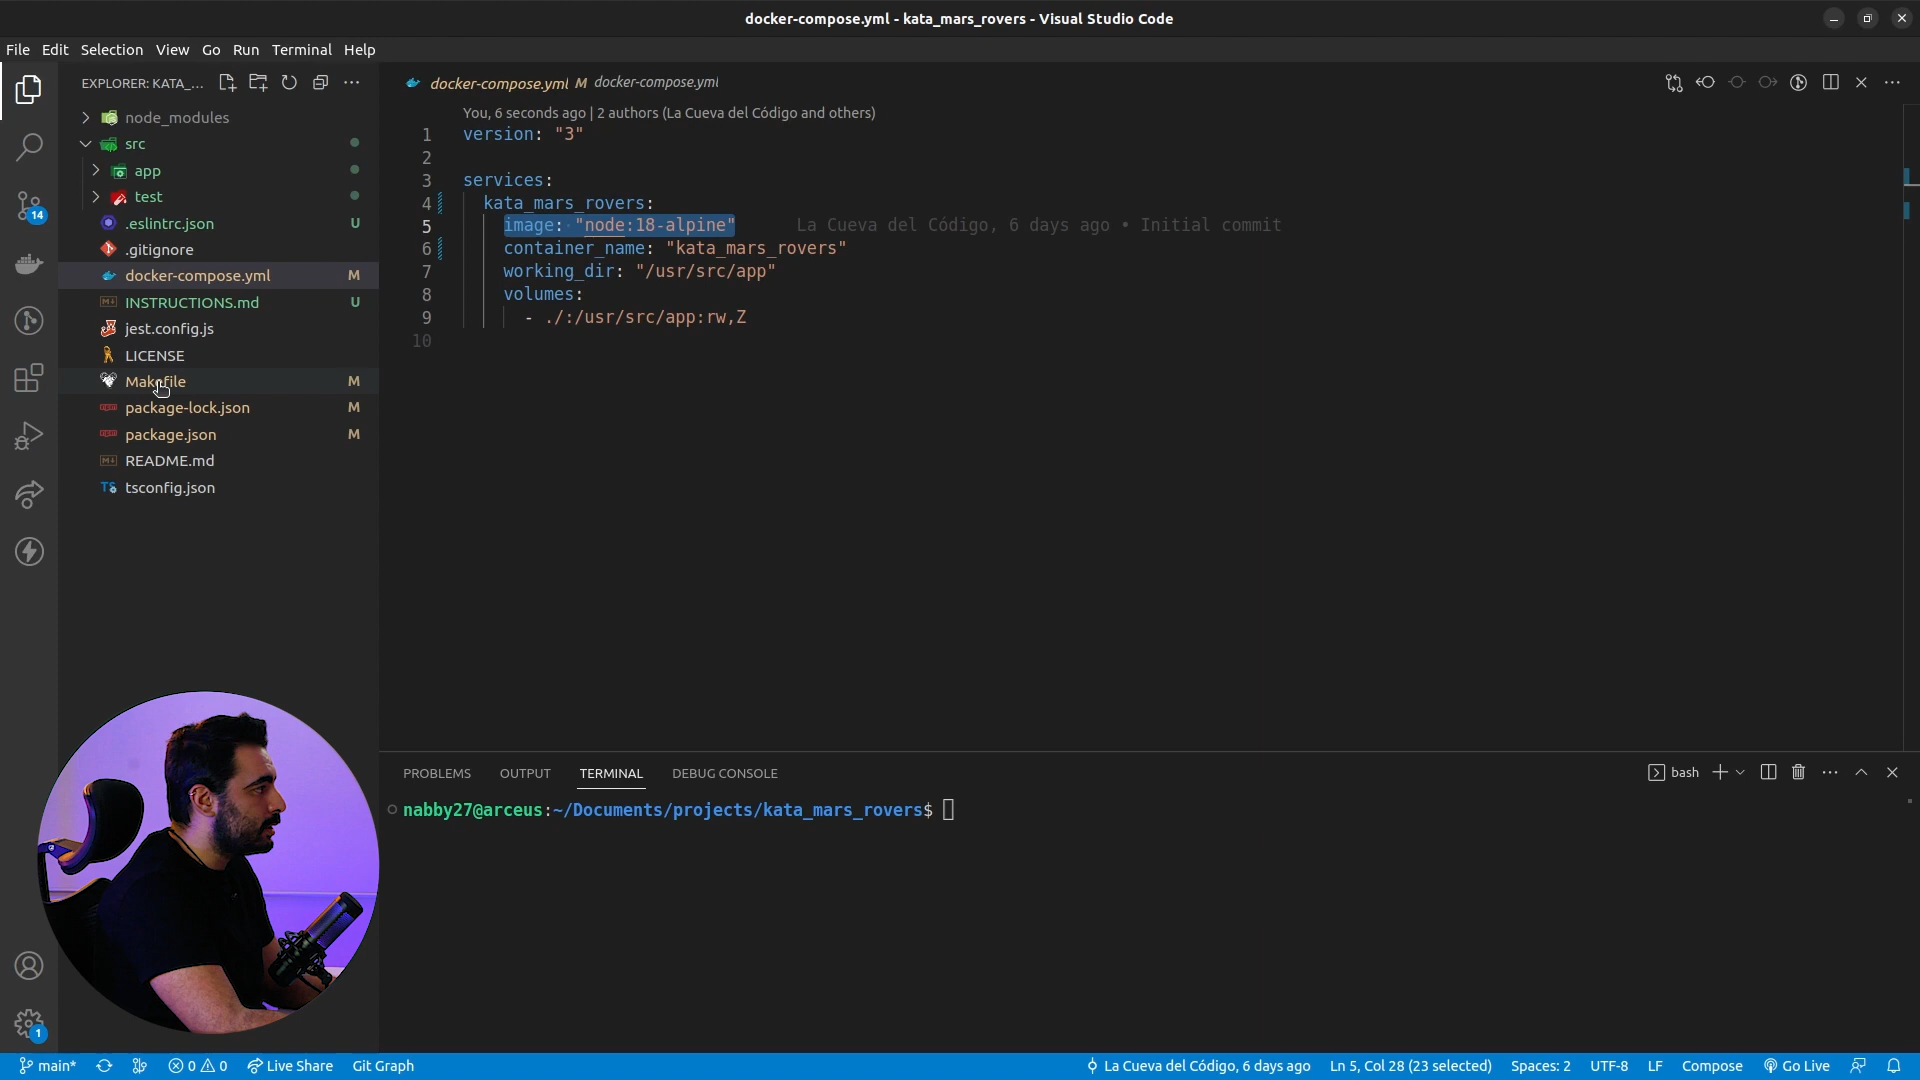 docker-compose.yml - kata_mars_rovers - Visual Studio Code
File Edit Selection View Go Run Terminal Help
EXPLORER: KATA_...
node_modules
src
app
test
.eslintrc.json U
.gitignore
docker-compose.yml M
INSTRUCTIONS.md U
jest.config.js
LICENSE
Makefile M
package-lock.json M
package.json M
README.md
TS tsconfig.json
14
1
docker-compose.yml M docker-compose.yml
You, 6 seconds ago | 2 authors (La Cueva del Código and others)
1 version: "3"
2
3 services:
4 kata_mars_rovers:
5 image: "node:18-alpine" La Cueva del Código, 6 days ago • Initial commit
6 container_name: "kata_mars_rovers"
7 working_dir: "/usr/src/app"
8 volumes:
9 - ./:/usr/src/app:rw,Z
10
PROBLEMS OUTPUT TERMINAL DEBUG CONSOLE
bash
nabby27@arceus:~/Documents/projects/kata_mars_rovers$
main* 0 0 Live Share Git Graph
La Cueva del Código, 6 days ago Ln 5, Col 28 (23 selected) Spaces: 2 UTF-8 LF Compose Go Live